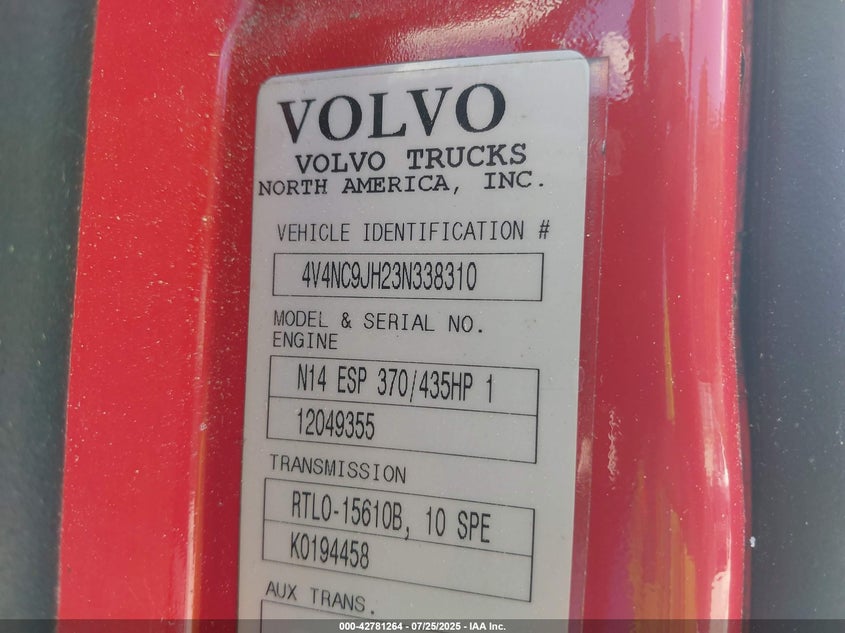 VOLVO
VOLVO TRUCKS
NORTH AMERICA, INC.
VEHICLE IDENTIFICATION #
4V4NC9JH23N338310
MODEL & SERIAL NO.
ENGINE
N14 ESP 370/435HP 1
12049355
TRANSMISSION
RTLO-15610B, 10 SPE
K0194458
AUX TRANS.
000-42781264 - 07/25/2025 - IAA Inc.